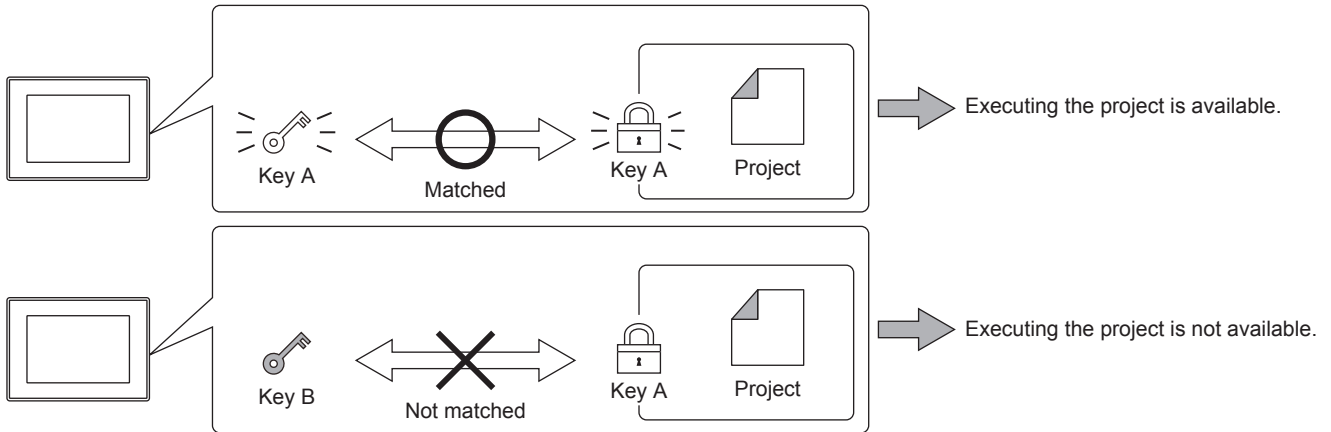 Key A
Matched
Key A
Project
Executing the project is available.
Key B
Not matched
Key A
Project
Executing the project is not available.